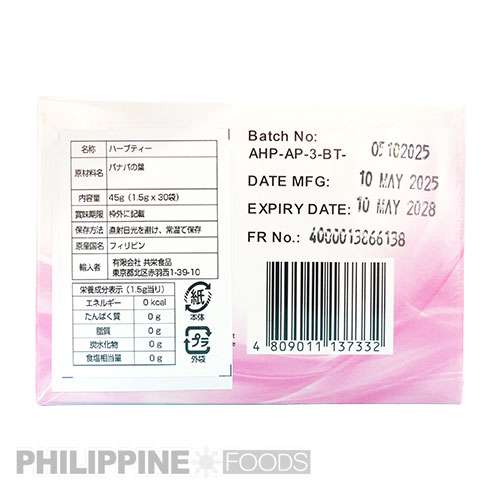 名称 ハーブティー
原材料名 バナバの葉
内容量 45g (1.5g x 30袋)
賞味期限 枠外に記載
保存方法 直射日光を避け、常温で保存
原産国名 フィリピン
輸入者 有限会社 共栄食品
東京都北区赤羽西1-39-10
栄養成分表示 (1.5g当り)
エネルギー 0 kcal
たんぱく質 0 g
脂質 0 g
炭水化物 0 g
食塩相当量 0 g
紙
本体
プラ
外袋
Batch No:
AHP-AP-3-BT- 05102025
DATE MFG: 10 MAY 2025
EXPIRY DATE: 10 MAY 2028
FR No.: 4000013866138
4 809011 137332
PHILIPPINE FOODS